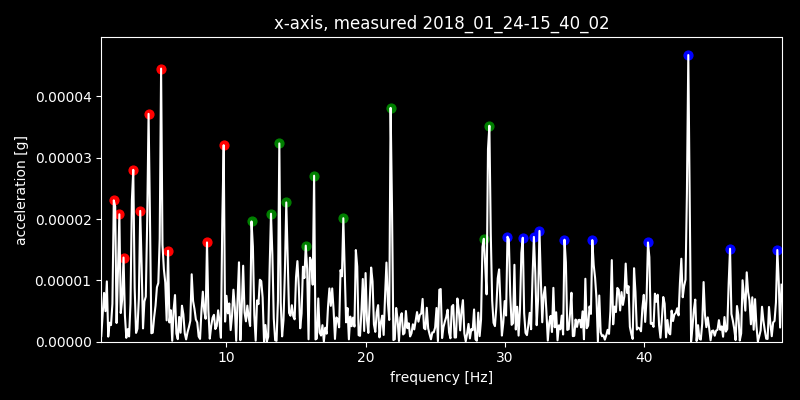 x-axis, measured 2018_01_24-15_40_02
acceleration [g]
0.00004
0.00003
0.00002
0.00001
0.00000
10 20 30 40
frequency [Hz]